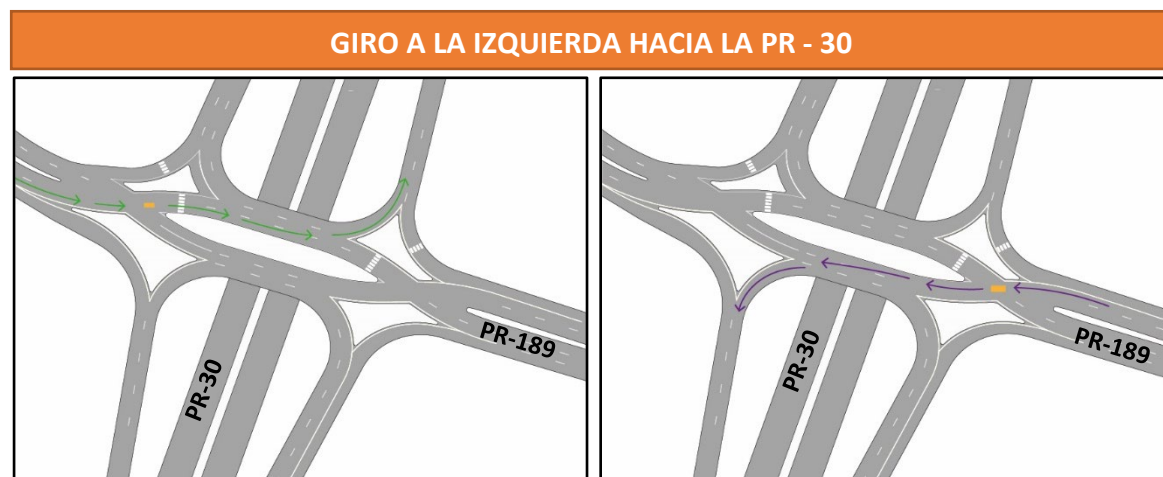 GIRO A LA IZQUIERDA HACIA LA PR - 30
PR-30
PR-189
PR-30
PR-189